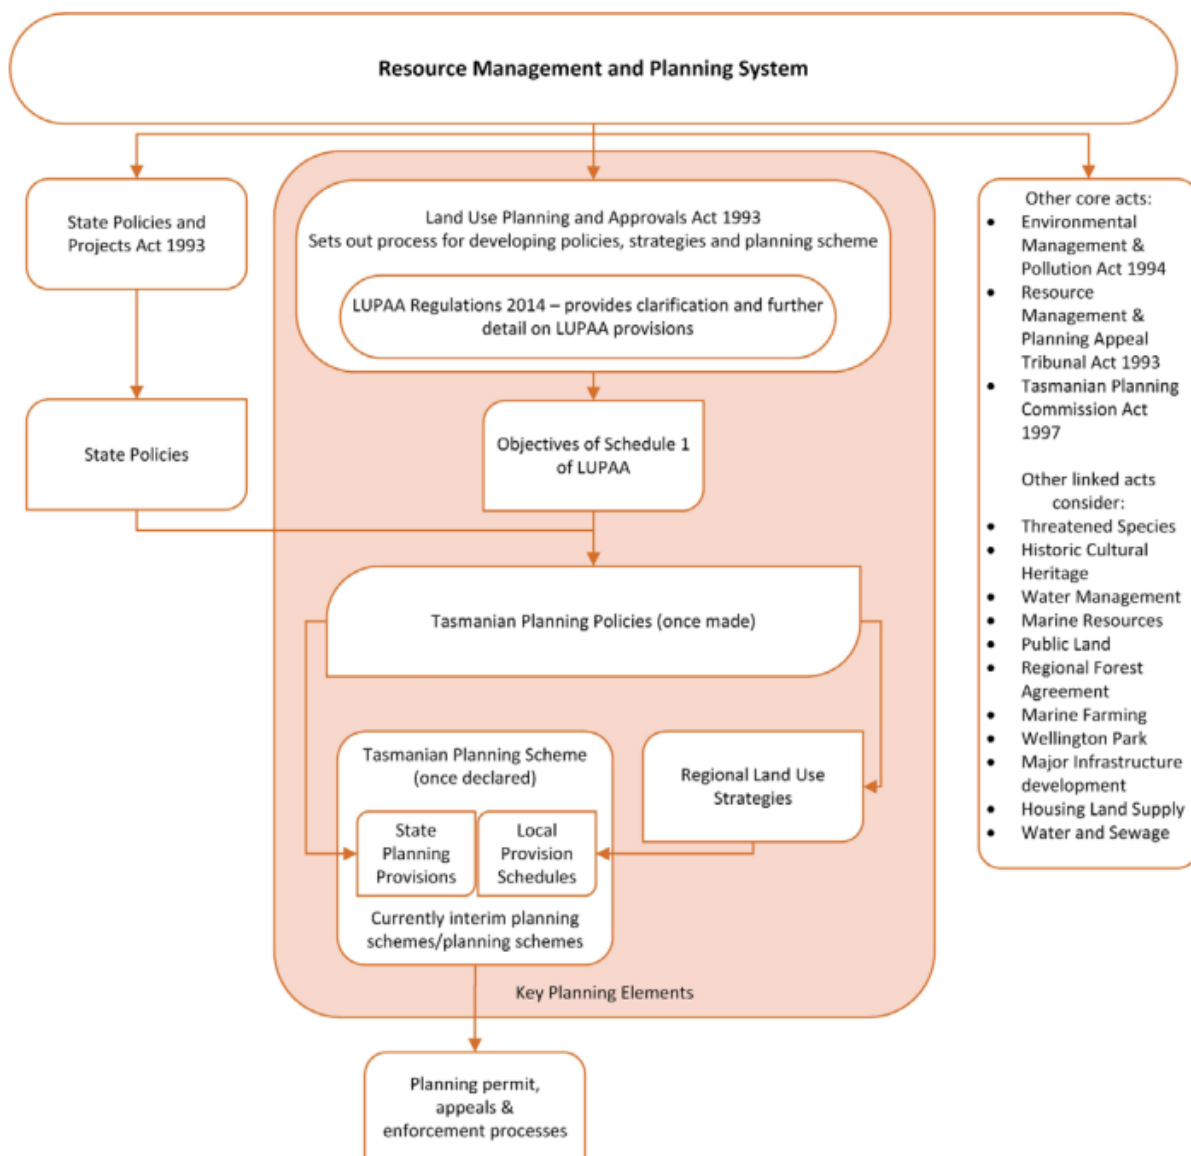 Resource Management and Planning System
State Policies and
Projects Act 1993
State Policies
Land Use Planning and Approvals Act 1993
Sets out process for developing policies, strategies and planning scheme
LUPAA Regulations 2014 – provides clarification and further
detail on LUPAA provisions
Objectives of Schedule 1
of LUPAA
Tasmanian Planning Policies (once made)
Tasmanian Planning Scheme
(once declared)
State
Planning
Provisions
Local
Provision
Schedules
Currently interim planning
schemes/planning schemes
Regional Land Use
Strategies
Key Planning Elements
Planning permit,
appeals &
enforcement processes
Other core acts:
• Environmental
Management &
Pollution Act 1994
• Resource
Management &
Planning Appeal
Tribunal Act 1993
• Tasmanian Planning
Commission Act
1997
Other linked acts
consider:
• Threatened Species
• Historic Cultural
Heritage
• Water Management
• Marine Resources
• Public Land
• Regional Forest
Agreement
• Marine Farming
• Wellington Park
• Major Infrastructure
development
• Housing Land Supply
• Water and Sewage